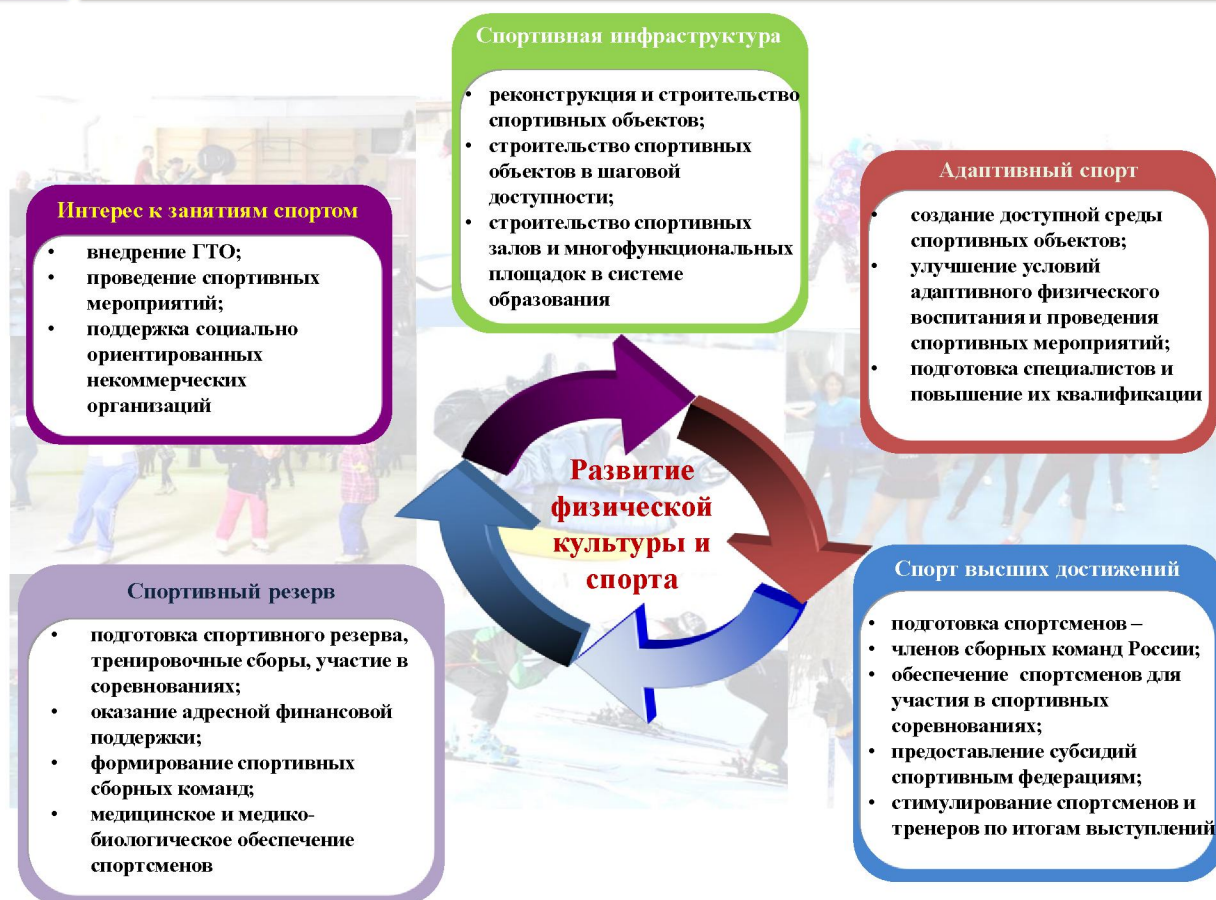 Спортивная инфраструктура
• реконструкция и строительство
спортивных объектов;
• строительство спортивных
объектов в шаговой
доступности;
• строительство спортивных
залов и многофункциональных
площадок в системе
образования
Интерес к занятиям спортом
• внедрение ГТО;
• проведение спортивных
мероприятий;
• поддержка социально
ориентированных
некоммерческих
организаций
Адаптивный спорт
• создание доступной среды
спортивных объектов;
• улучшение условий
адаптивного физического
воспитания и проведения
спортивных мероприятий;
• подготовка специалистов и
повышение их квалификации
Развитие
физической
культуры и
спорта
Спортивный резерв
• подготовка спортивного резерва,
тренировочные сборы, участие в
соревнованиях;
• оказание адресной финансовой
поддержки;
• формирование спортивных
сборных команд;
• медицинское и медико-
биологическое обеспечение
спортсменов
Спорт высших достижений
• подготовка спортсменов –
• членов сборных команд России;
• обеспечение спортсменов для
участия в спортивных
соревнованиях;
• предоставление субсидий
спортивным федерациям;
• стимулирование спортсменов и
тренеров по итогам выступлений